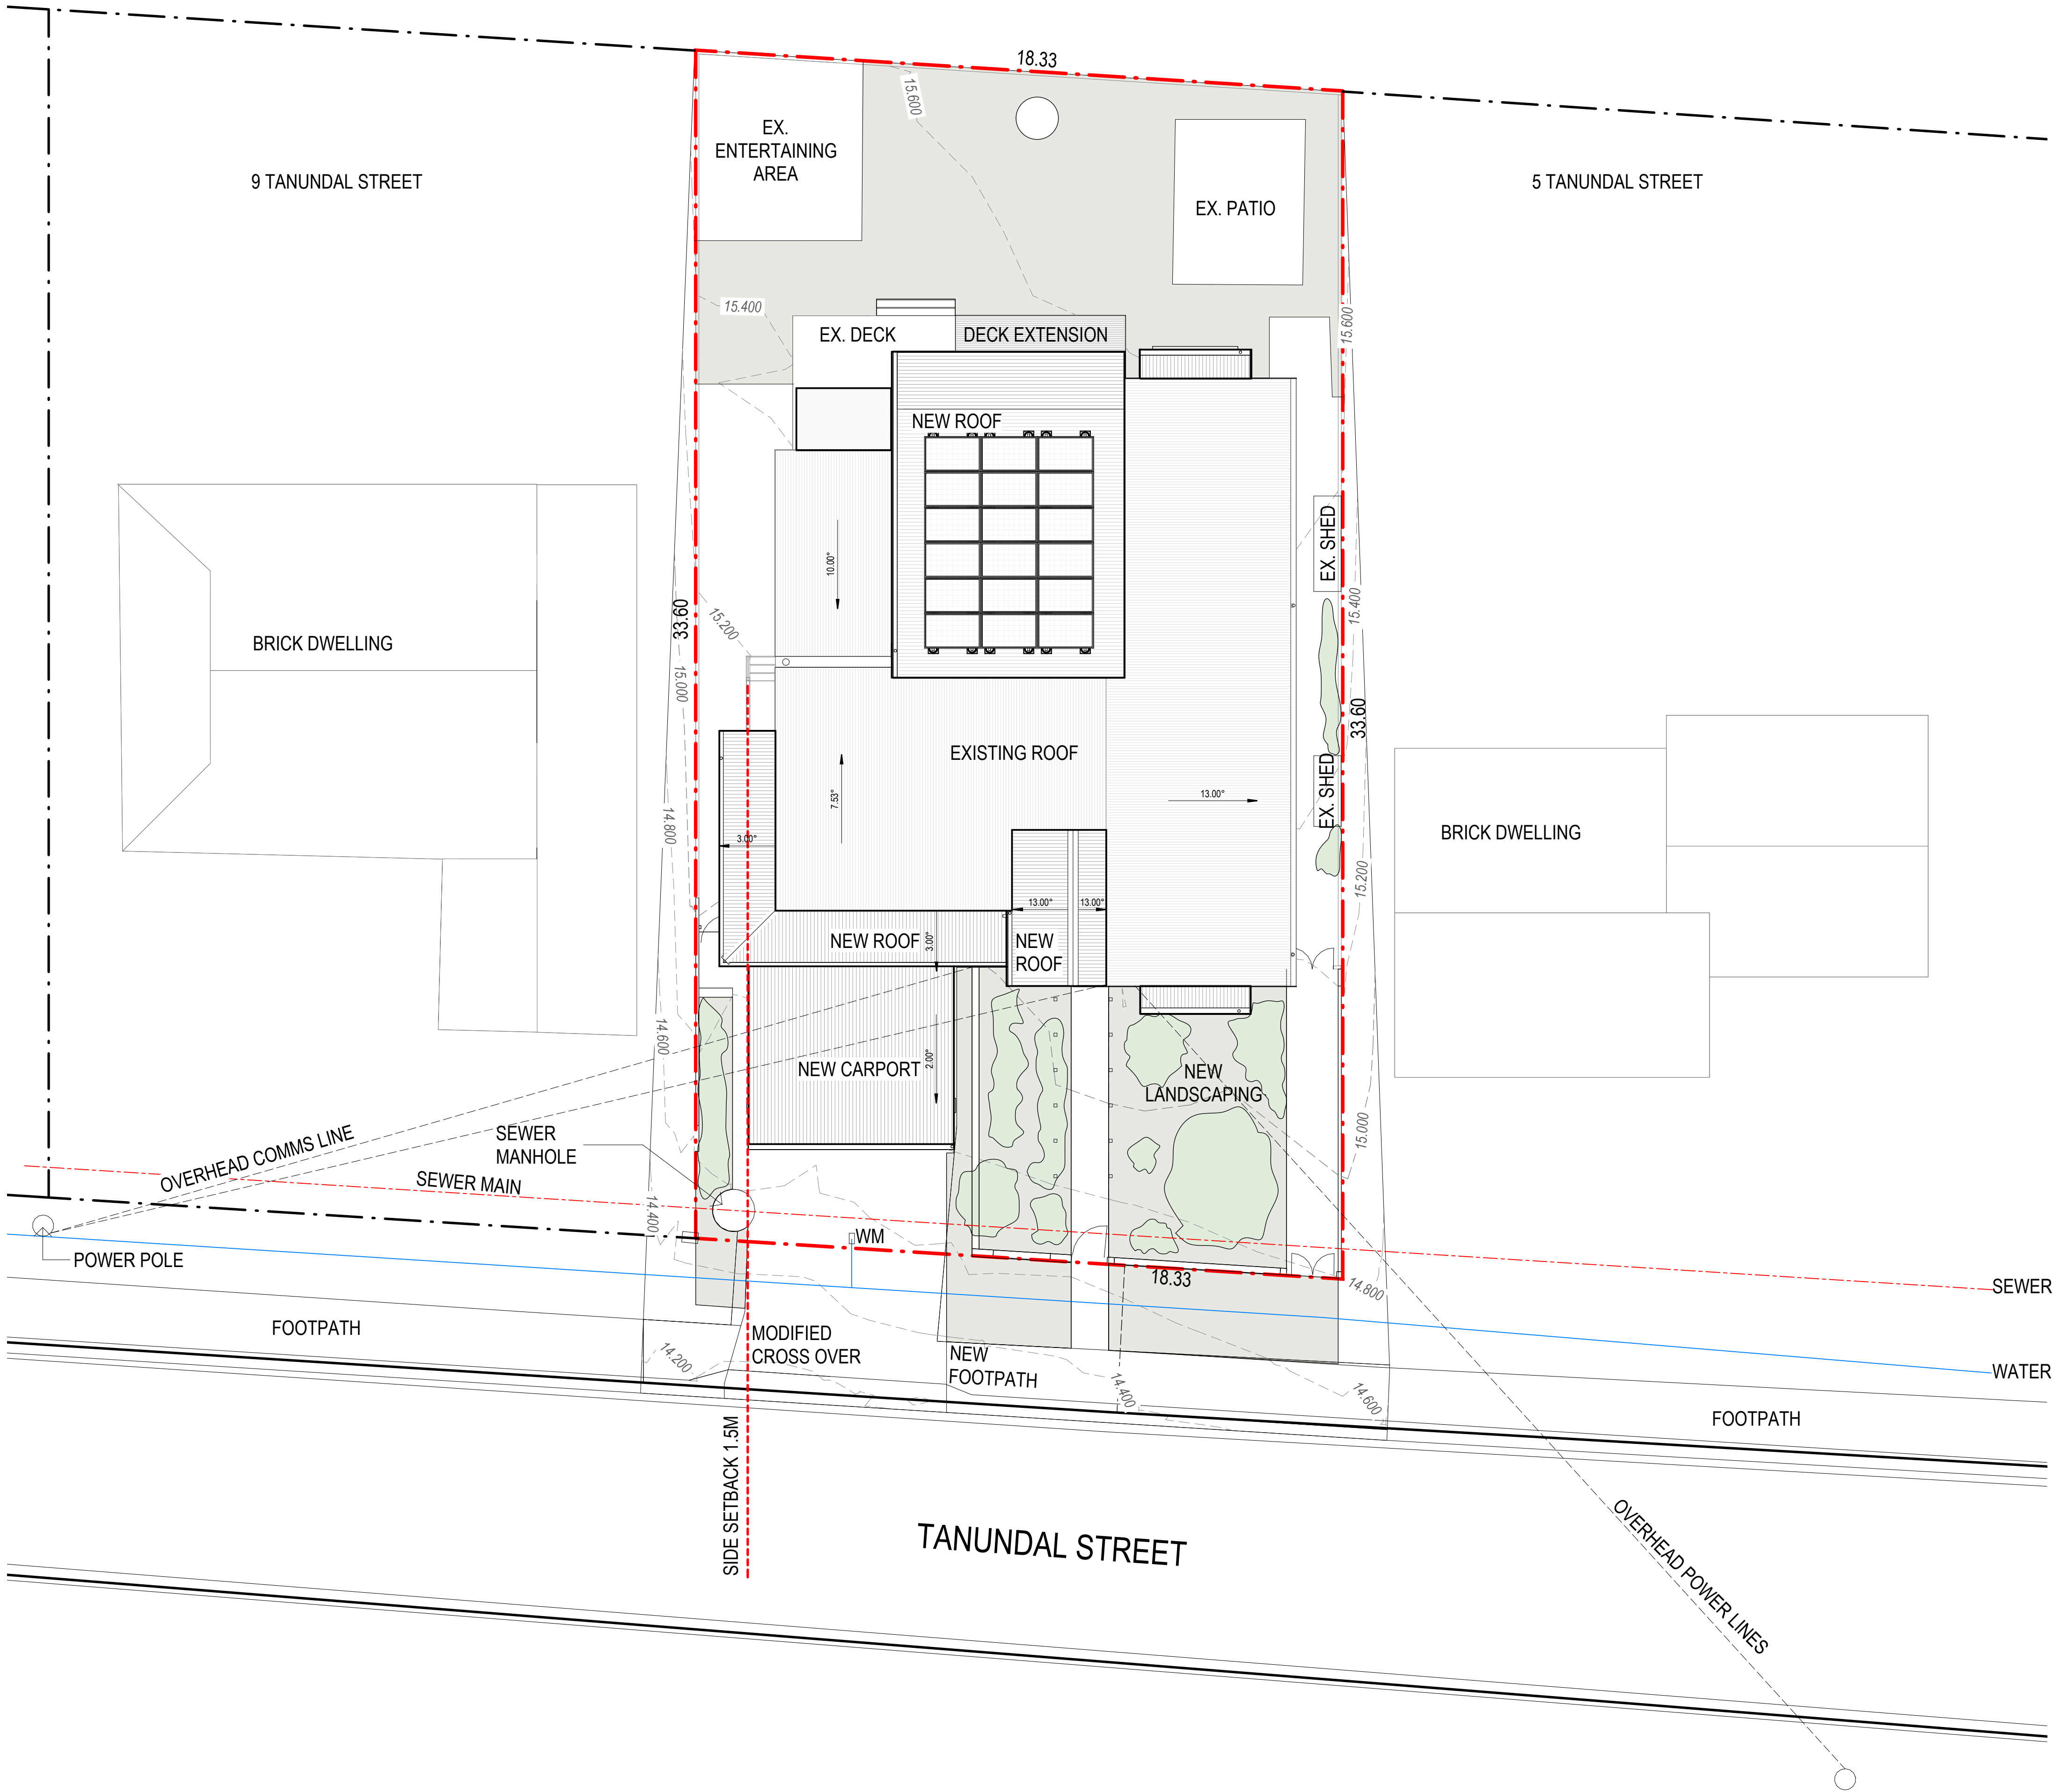 18.33
15.600
EX.
ENTERTAINING
AREA
9 TANUNDAL STREET
5 TANUNDAL STREET
EX. PATIO
15.400
EX. DECK
DECK EXTENSION
15.600
NEW ROOF
EX. SHED
10.00°
15.400
33.60
15.200
BRICK DWELLING
15.000
33.60
EXISTING ROOF
EX. SHED
7.53°
13.00°
14.800
3.00°
BRICK DWELLING
15.200
13.00°
13.00°
NEW ROOF
3.00°
NEW
ROOF
14.600
NEW CARPORT
2.00°
NEW
LANDSCAPING
15.000
OVERHEAD COMMS LINE
SEWER
MANHOLE
SEWER MAIN
14.400
WM
POWER POLE
18.33
14.800
SEWER
FOOTPATH
MODIFIED
CROSS OVER
14.200
NEW
FOOTPATH
14.400
14.600
WATER
FOOTPATH
SIDE SETBACK 1.5M
TANUNDAL STREET
OVERHEAD POWER LINES